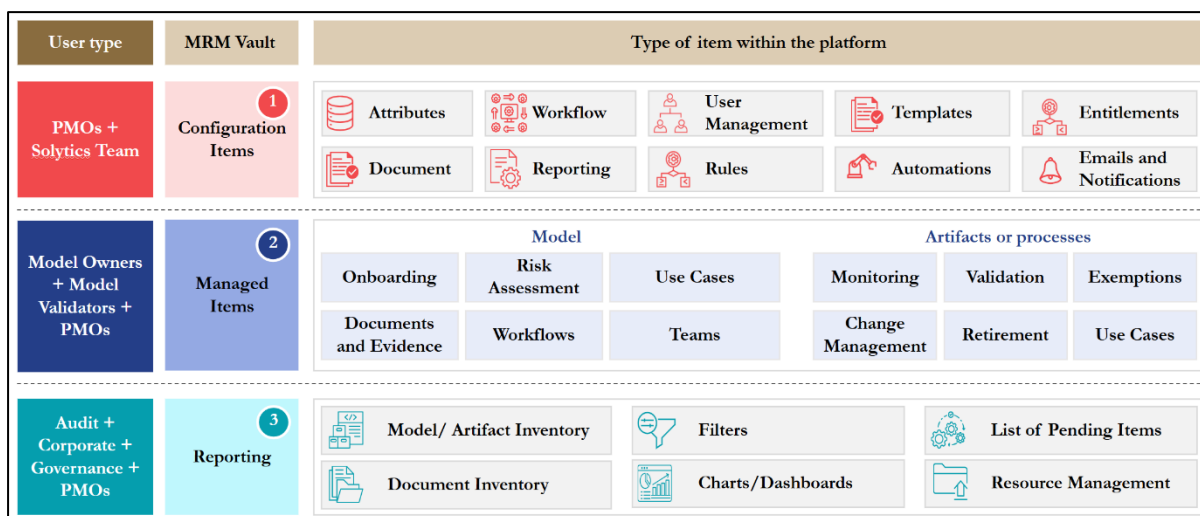 User type
MRM Vault
Type of item within the platform
PMOs +
Solytics Team
1
Configuration
Items
Attributes
Workflow
User
Management
Templates
Entitlements
Document
Reporting
Rules
Automations
Emails and
Notifications
Model Owners
+ Model
Validators +
PMOs
2
Managed
Items
Model
Onboarding
Risk
Assessment
Use Cases
Documents
and Evidence
Workflows
Teams
Artifacts or processes
Monitoring
Validation
Exemptions
Change
Management
Retirement
Use Cases
Audit +
Corporate +
Governance +
PMOs
3
Reporting
Model/ Artifact Inventory
Filters
List of Pending Items
Document Inventory
Charts/Dashboards
Resource Management